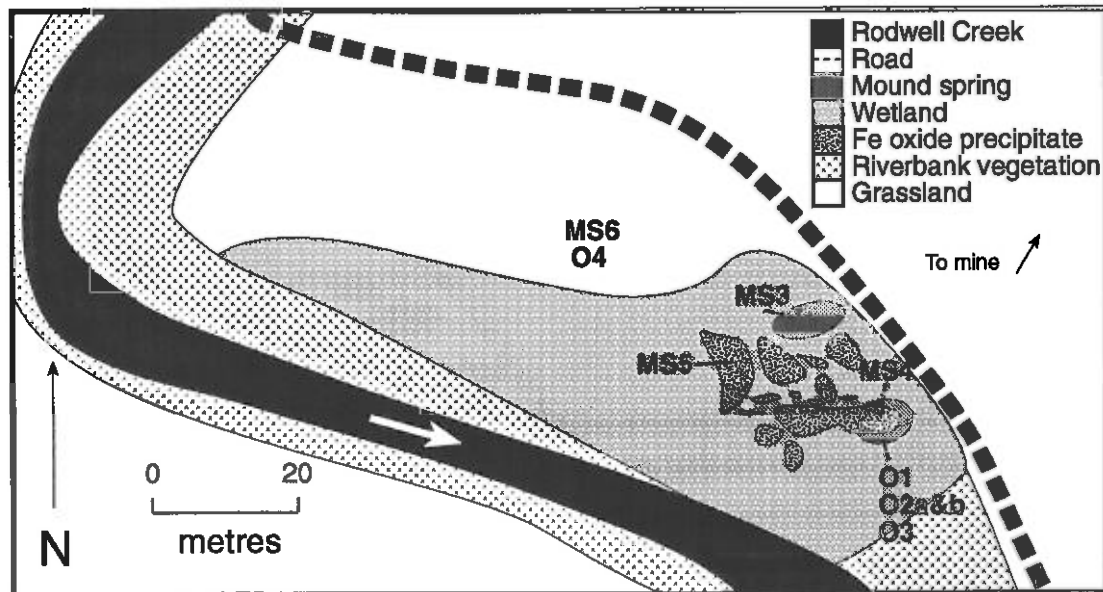 Rodwell Creek
Road
Mound spring
Wetland
Fe oxide precipitate
Riverbank vegetation
Grassland
MS6
O4
To mine
MS3
MS5
MS4
O1
O2a&b
O3
0 20
metres
N